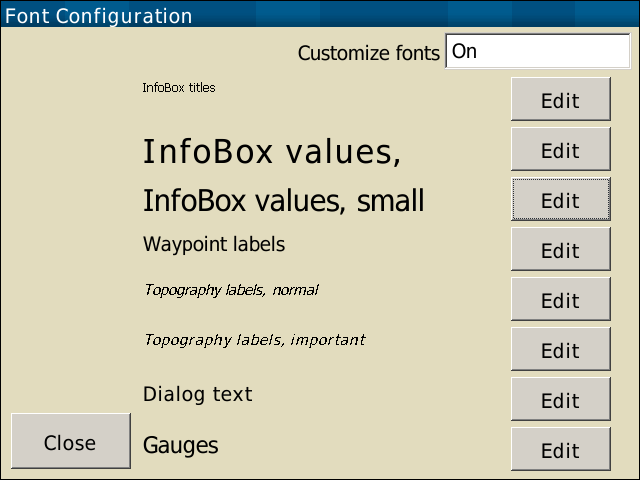 Font Configuration
Customize fonts On
InfoBox titles Edit
InfoBox values, Edit
InfoBox values, small Edit
Waypoint labels Edit
Topography labels, normal Edit
Topography labels, important Edit
Dialog text Edit
Close Gauges Edit